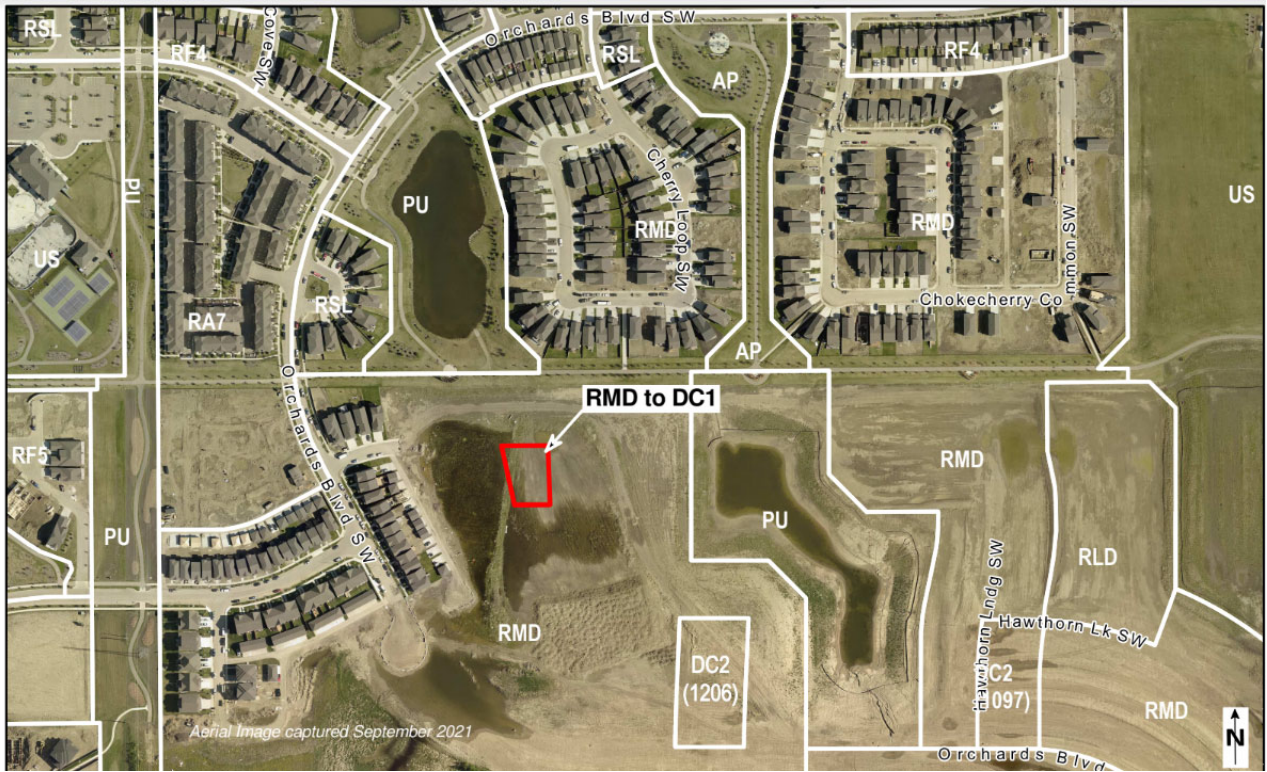 Orchards Blvd SW
RSL
RF4
Cove SW
RSL
RF4
AP
PU
US
PU
Cherry Loop SW
RMD
RMD
mmon SW
US
RSL
RA7
Chokecherry Co
AP
Orchards Blvd SW
RMD to DC1
RF5
RMD
PU
PU
RLD
Hawthorn Lndg SW
Hawthorn Lk SW
RMD
DC2
(1206)
C2
097)
RMD
Aerial Image captured September 2021
N
Orchards Blvd